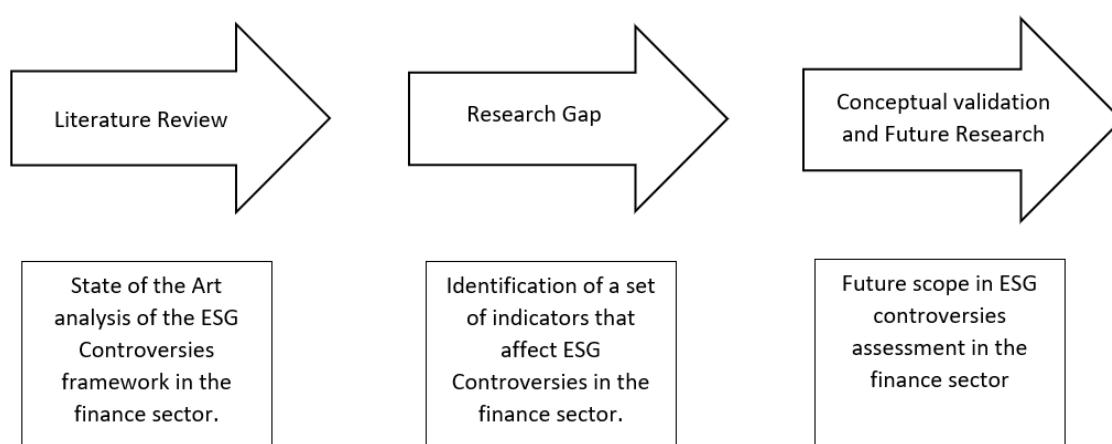 Literature Review
Research Gap
Conceptual validation
and Future Research
State of the Art
analysis of the ESG
Controversies
framework in the
finance sector.
Identification of a set
of indicators that
affect ESG
Controversies in the
finance sector.
Future scope in ESG
controversies
assessment in the
finance sector